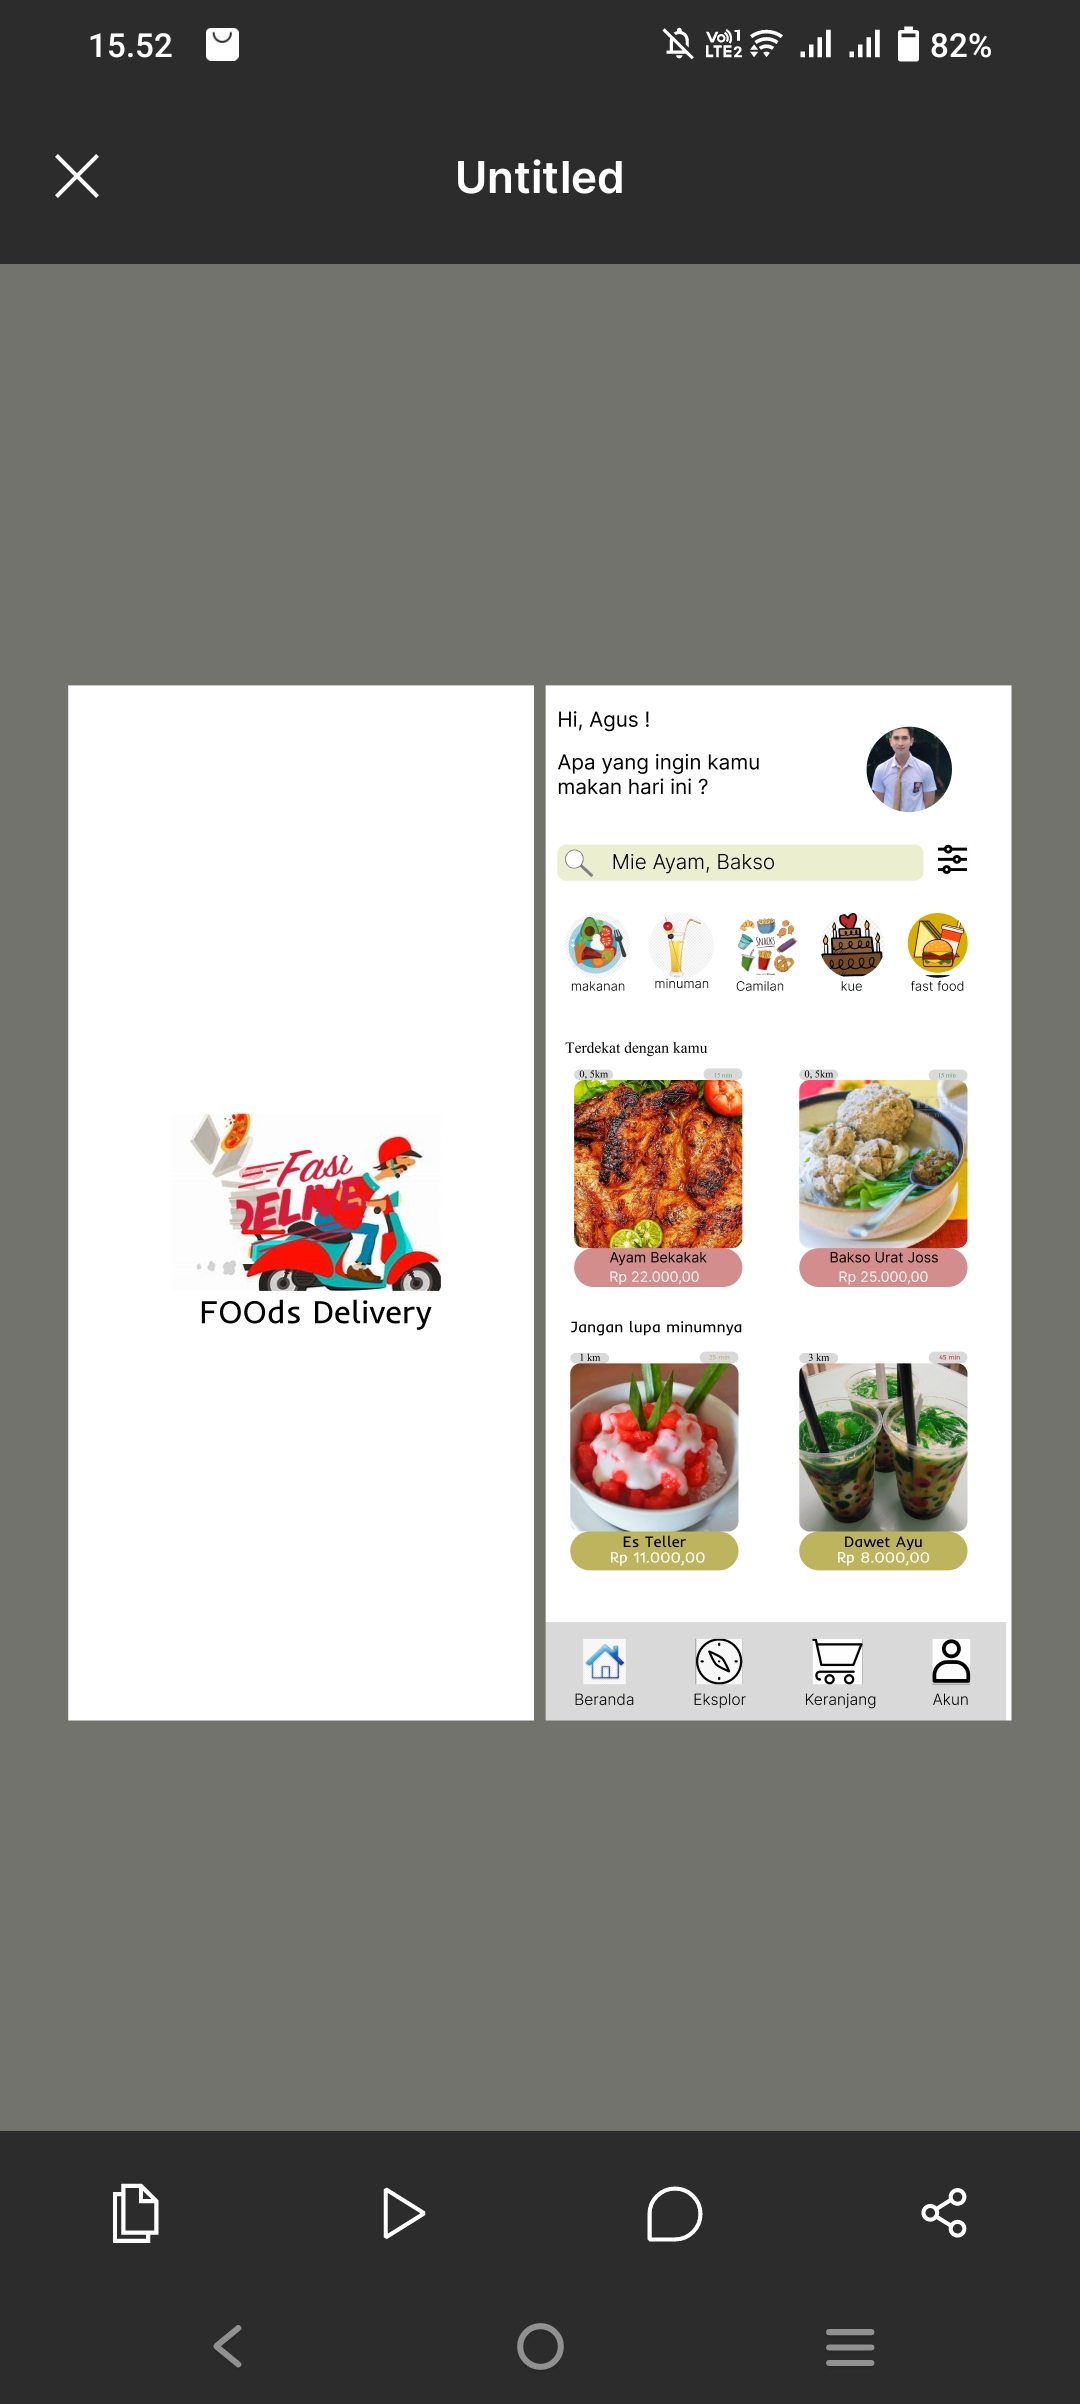 15.52
Vo)) 1
LTE2
82%
Untitled
Fast
DELIVE
FOOds Delivery
Hi, Agus !
Apa yang ingin kamu
makan hari ini ?
Mie Ayam, Bakso
SNACKS
makanan
minuman
Camilan
kue
fast food
Terdekat dengan kamu
0, 5km
15 min
0, 5km
15 min
Ayam Bekakak
Rp 22.000,00
Bakso Urat Joss
Rp 25.000,00
Jangan lupa minumnya
1 km
25 min
3 km
45 min
Es Teller
Rp 11.000,00
Dawet Ayu
Rp 8.000,00
Beranda
Eksplor
Keranjang
Akun